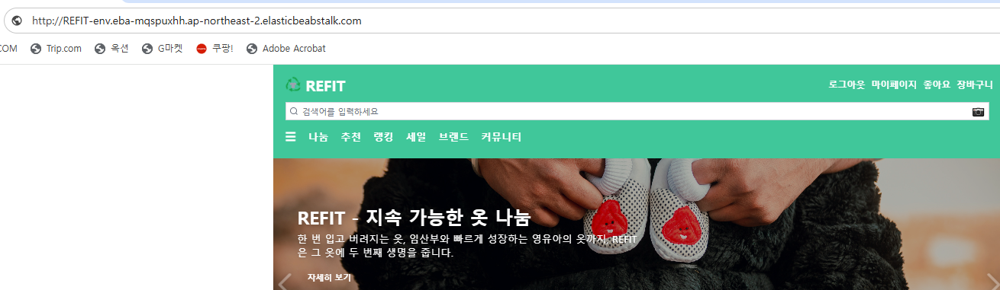 http://REFIT-env.eba-mqspuxhh.ap-northeast-2.elasticbeabstalk.com
COM Trip.com 옥션 G마켓 쿠팡! Adobe Acrobat
REFIT 로그아웃 마이페이지 좋아요 장바구니
검색어를 입력하세요
나눔 추천 랭킹 세일 브랜드 커뮤니티
REFIT - 지속 가능한 옷 나눔
한 번 입고 버려지는 옷, 임산부와 빠르게 성장하는 영유아의 옷까지, REFIT
은 그 옷에 두 번째 생명을 줍니다.
자세히 보기